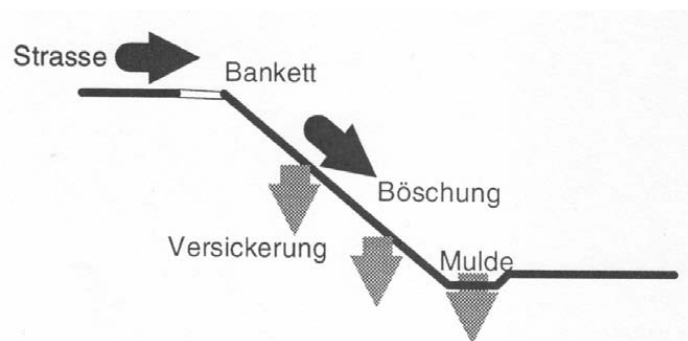 Strasse
Bankett
Böschung
Versickerung
Mulde